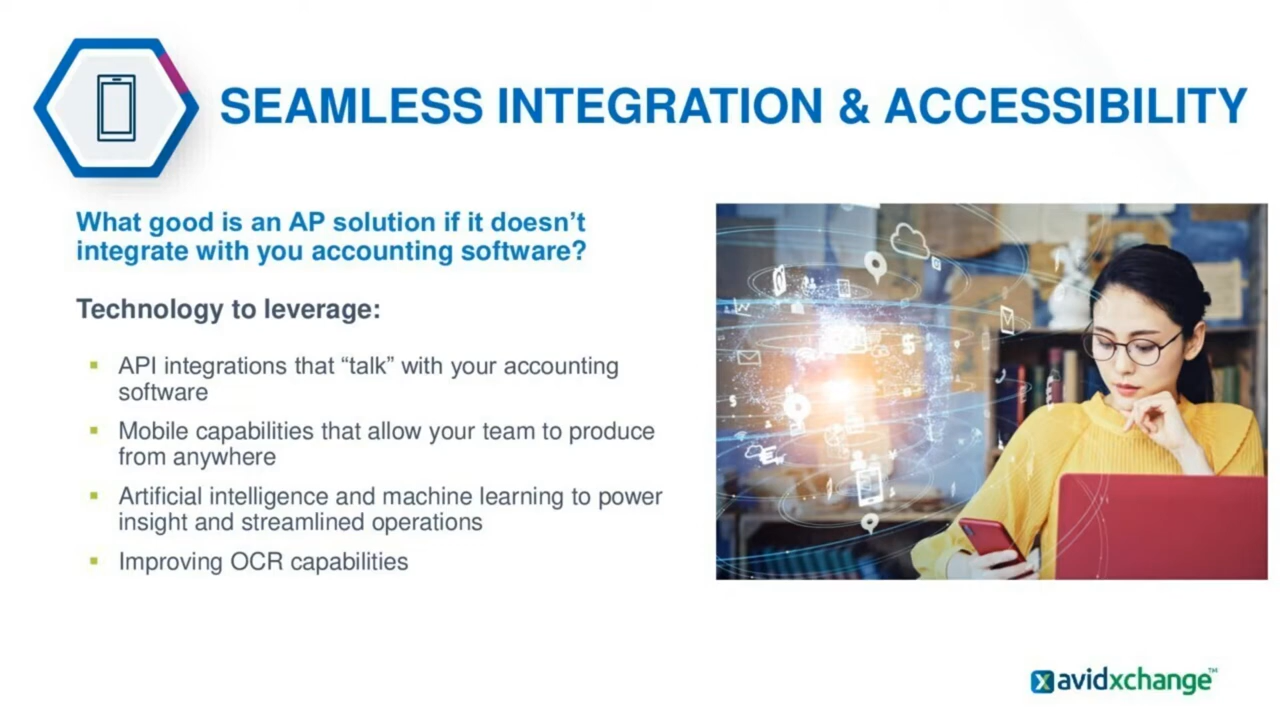 SEAMLESS INTEGRATION & ACCESSIBILITY
What good is an AP solution if it doesn’t
integrate with you accounting software?
Technology to leverage:
API integrations that “talk” with your accounting
software
Mobile capabilities that allow your team to produce
from anywhere
Artificial intelligence and machine learning to power
insight and streamlined operations
Improving OCR capabilities
avidxchange™